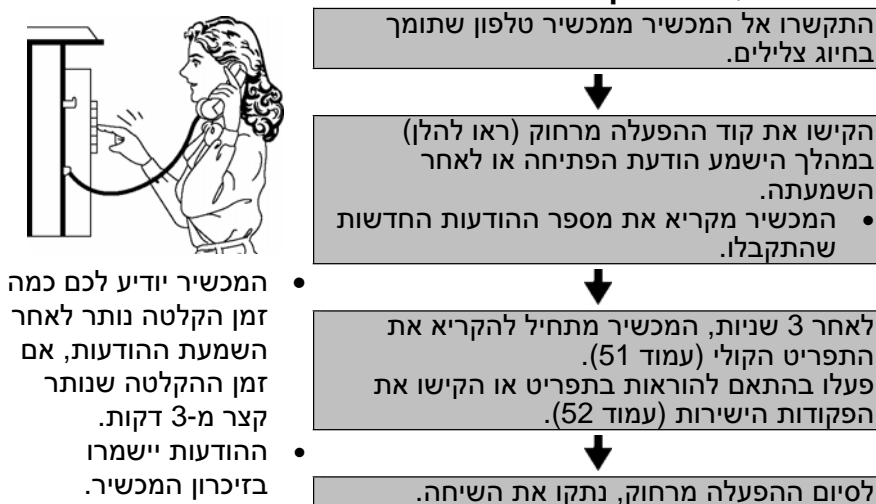 התקשרו אל המכשיר ממכשיר טלפון שתומך
בחיוג צלילים.
הקישו את קוד ההפעלה מרחוק (ראו להלן)
במהלך הישמע הודעת הפתיחה או לאחר
השמעתה.
• המכשיר מקריא את מספר ההודעות החדשות
שהתקבלו.
לאחר 3 שניות, המכשיר מתחיל להקריא את
התפריט הקולי (עמוד 51).
פעלו בהתאם להוראות בתפריט או הקישו את
הפקודות הישירות (עמוד 52).
לסיום ההפעלה מרחוק, נתקו את השיחה.
• המכשיר יודיע לכם כמה
זמן הקלטה נותר לאחר
השמעת ההודעות, אם
זמן ההקלטה שנותר
קצר מ-3 דקות.
• ההודעות יישמרו
בזיכרון המכשיר.